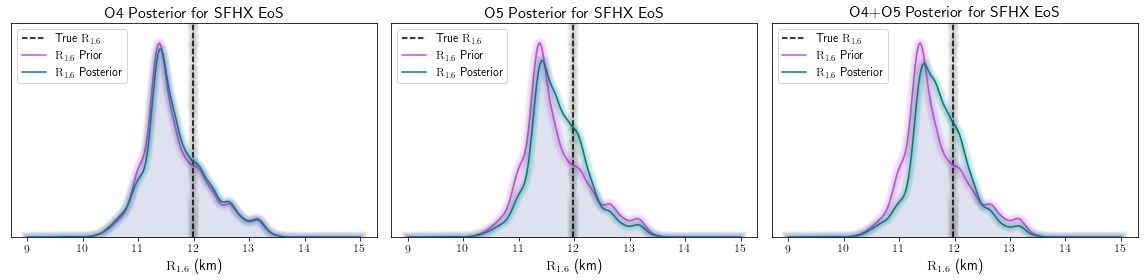 O4 Posterior for SFHX EoS
True R1.6
R1.6 Prior
R1.6 Posterior
9 10 11 12 13 14 15
R1.6 (km)
O5 Posterior for SFHX EoS
True R1.6
R1.6 Prior
R1.6 Posterior
9 10 11 12 13 14 15
R1.6 (km)
O4+O5 Posterior for SFHX EoS
True R1.6
R1.6 Prior
R1.6 Posterior
9 10 11 12 13 14 15
R1.6 (km)